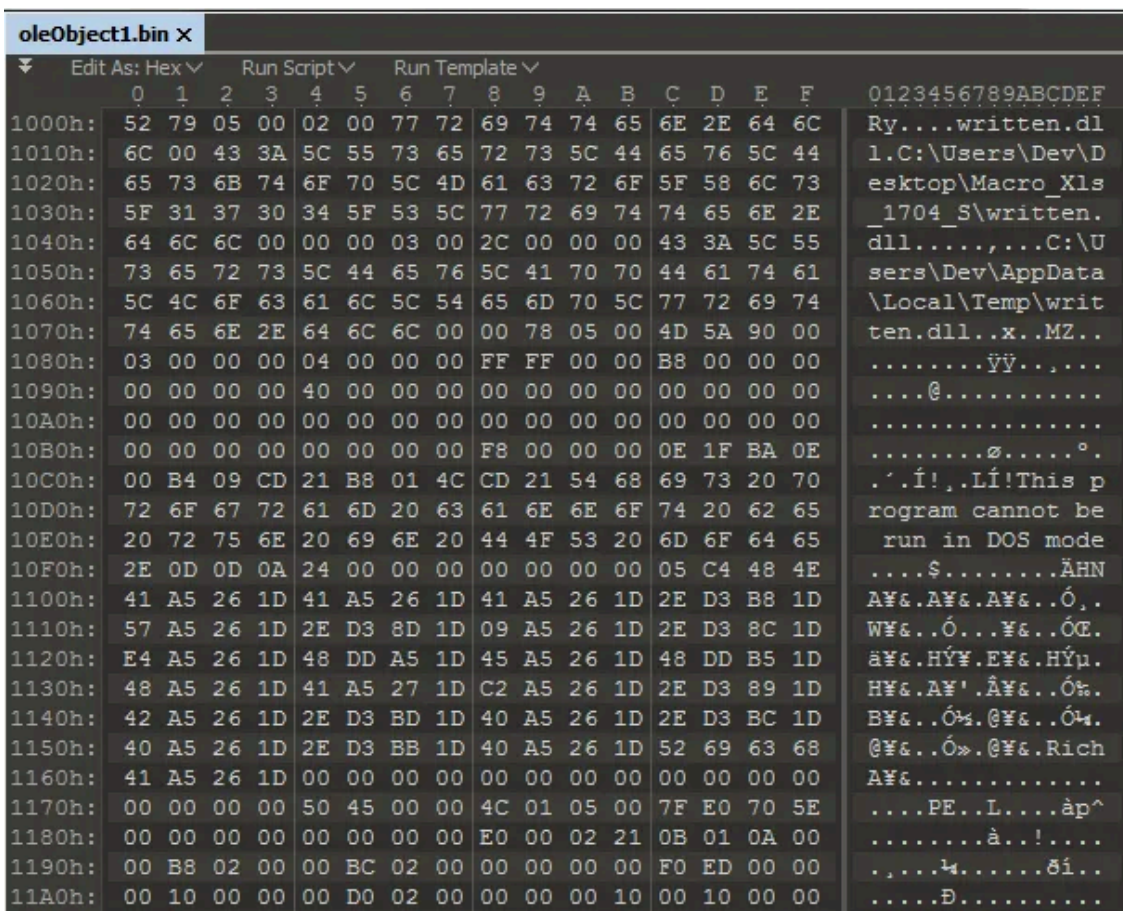 oleObject1.bin ×
Edit As: Hex Run Script Run Template
0 1 2 3 4 5 6 7 8 9 A B C D E F 0123456789ABCDEF
1000h: 52 79 05 00 02 00 77 72 69 74 74 65 6E 2E 64 6C Ry....written.dl
1010h: 6C 00 43 3A 5C 55 73 65 72 73 5C 44 65 76 5C 44 l.C:\Users\Dev\D
1020h: 65 73 6B 74 6F 70 5C 4D 61 63 72 6F 5F 58 6C 73 esktop\Macro_Xls
1030h: 5F 31 37 30 34 5F 53 5C 77 72 69 74 74 65 6E 2E _1704_S\written.
1040h: 64 6C 6C 00 00 00 03 00 2C 00 00 00 43 3A 5C 55 dll.....,...C:\U
1050h: 73 65 72 73 5C 44 65 76 5C 41 70 70 44 61 74 61 sers\Dev\AppData
1060h: 5C 4C 6F 63 61 6C 5C 54 65 6D 70 5C 77 72 69 74 \Local\Temp\writ
1070h: 74 65 6E 2E 64 6C 6C 00 00 78 05 00 4D 5A 90 00 ten.dll..x..MZ..
1080h: 03 00 00 00 04 00 00 00 FF FF 00 00 B8 00 00 00 ........ÿÿ..¸...
1090h: 00 00 00 00 40 00 00 00 00 00 00 00 00 00 00 00 ....@...........
10A0h: 00 00 00 00 00 00 00 00 00 00 00 00 00 00 00 00 ................
10B0h: 00 00 00 00 00 00 00 00 F8 00 00 00 0E 1F BA 0E ........ø.....º.
10C0h: 00 B4 09 CD 21 B8 01 4C CD 21 54 68 69 73 20 70 .´.Í!¸.LÍ!This p
10D0h: 72 6F 67 72 61 6D 20 63 61 6E 6E 6F 74 20 62 65 rogram cannot be
10E0h: 20 72 75 6E 20 69 6E 20 44 4F 53 20 6D 6F 64 65 run in DOS mode
10F0h: 2E 0D 0D 0A 24 00 00 00 00 00 00 00 05 C4 48 4E ....$........ÄHN
1100h: 41 A5 26 1D 41 A5 26 1D 41 A5 26 1D 2E D3 B8 1D A¥&.A¥&.A¥&..Ó¸.
1110h: 57 A5 26 1D 2E D3 8D 1D 09 A5 26 1D 2E D3 8C 1D W¥&..Ó...¥&..ÓŒ.
1120h: E4 A5 26 1D 48 DD A5 1D 45 A5 26 1D 48 DD B5 1D ä¥&.HÝ¥.E¥&.HÝµ.
1130h: 48 A5 26 1D 41 A5 27 1D C2 A5 26 1D 2E D3 89 1D H¥&.A¥'.Â¥&..Ó‰.
1140h: 42 A5 26 1D 2E D3 BD 1D 40 A5 26 1D 2E D3 BC 1D B¥&..Ó½.@¥&..Ó¼.
1150h: 40 A5 26 1D 2E D3 BB 1D 40 A5 26 1D 52 69 63 68 @¥&..Ó».@¥&.Rich
1160h: 41 A5 26 1D 00 00 00 00 00 00 00 00 00 00 00 00 A¥&.............
1170h: 00 00 00 00 50 45 00 00 4C 01 05 00 7F E0 70 5E ....PE..L....àp^
1180h: 00 00 00 00 00 00 00 00 E0 00 02 21 0B 01 0A 00 ........à..!....
1190h: 00 B8 02 00 00 BC 02 00 00 00 00 00 F0 ED 00 00 .¸...¼......ðí..
11A0h: 00 10 00 00 00 D0 02 00 00 00 00 10 00 10 00 00 .....Ð..........